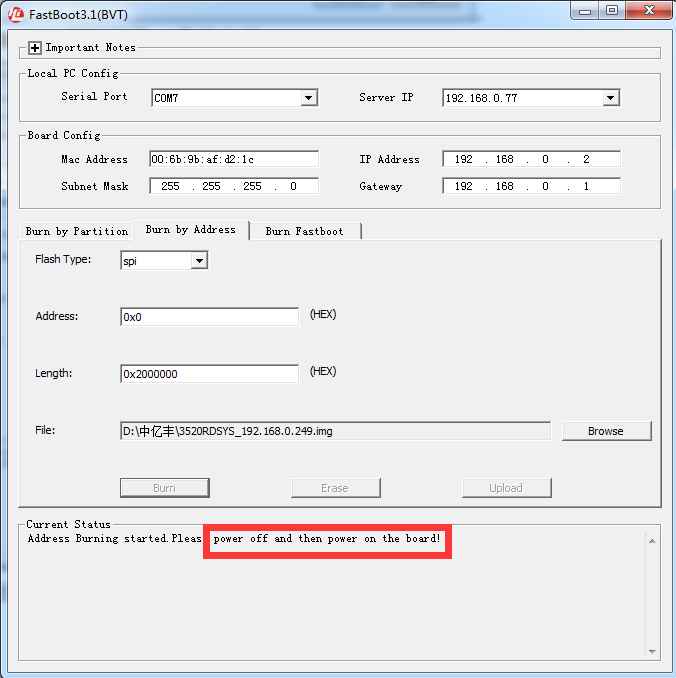 FastBoot3.1(BVT)
Important Notes
Local PC Config
Serial Port COM7 Server IP 192.168.0.77
Board Config
Mac Address 00:6b:9b:af:d2:1c IP Address 192 . 168 . 0 . 2
Subnet Mask 255 . 255 . 255 . 0 Gateway 192 . 168 . 0 . 1
Burn by Partition Burn by Address Burn Fastboot
Flash Type: spi
Address: 0x0 (HEX)
Length: 0x2000000 (HEX)
File: D:\中亿丰\3520RDSYS_192.168.0.249.img Browse
Burn Erase Upload
Current Status
Address Burning started.Pleas power off and then power on the board!